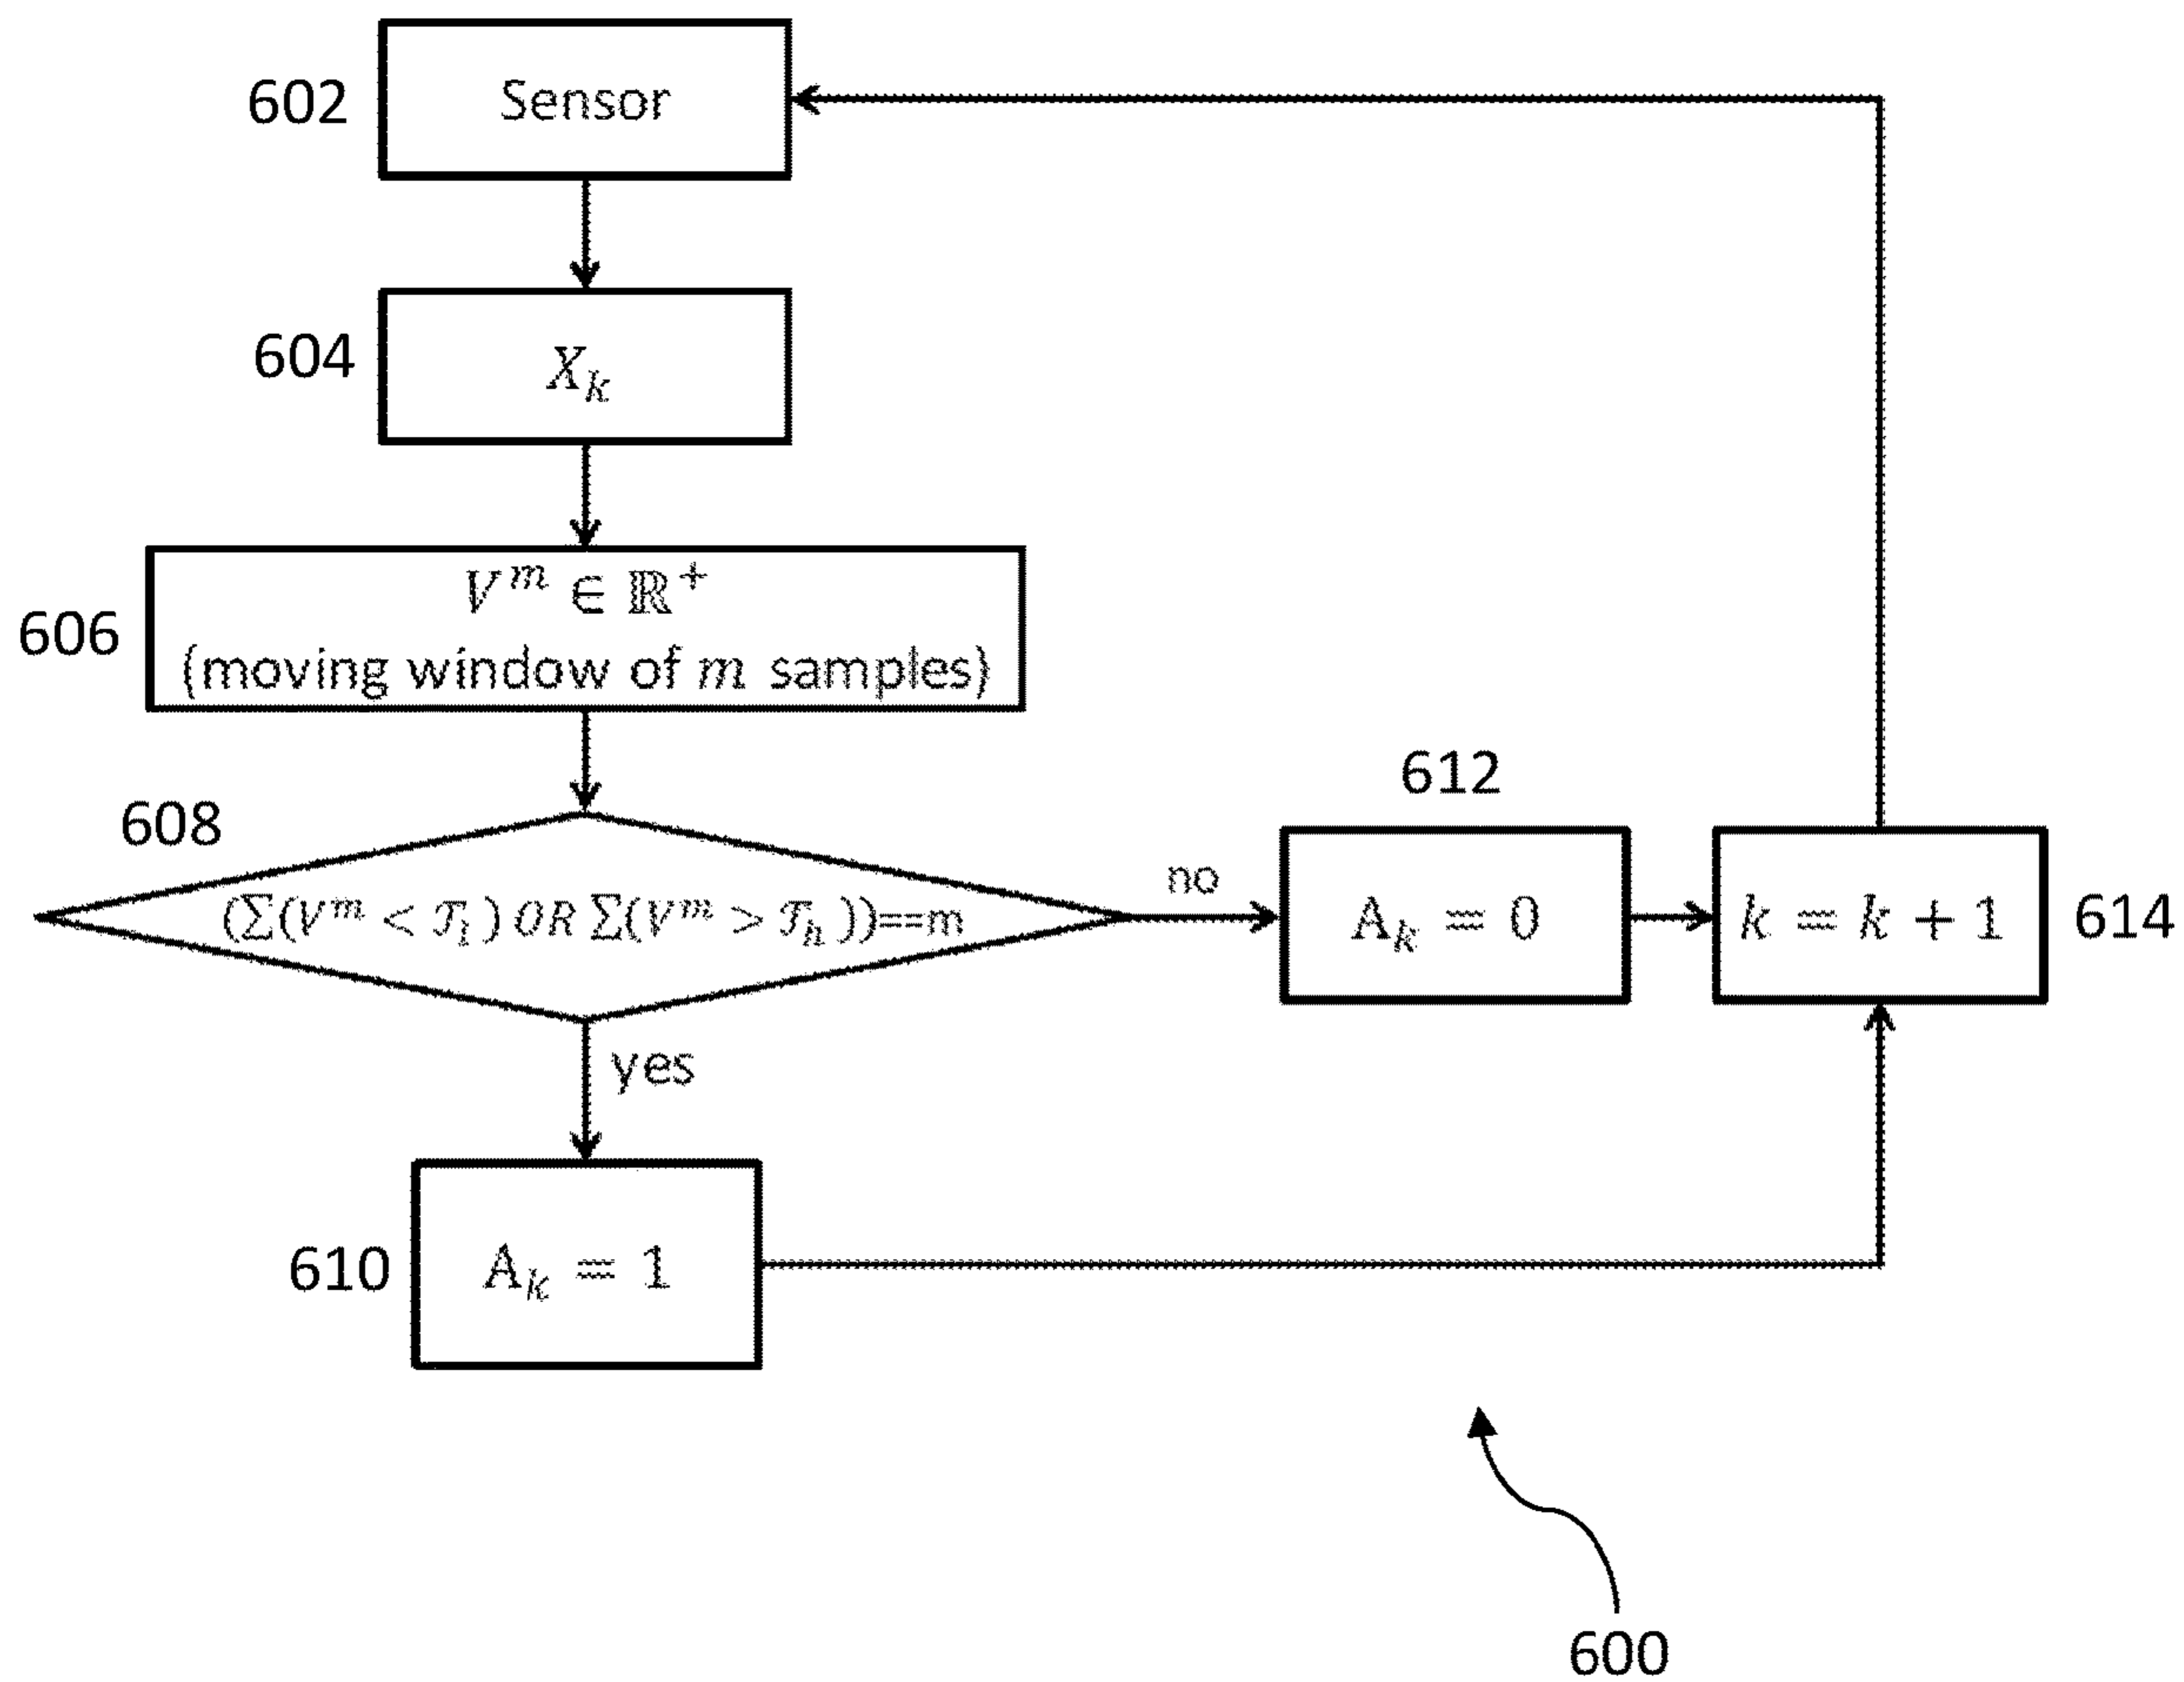 602
Sensor
604
X_k
606
V^m ∈ ℝ^+
(moving window of m samples)
608
(∑(V^m < 𝒯_l) OR ∑(V^m > 𝒯_h))==m
no
612
A_k = 0
k = k + 1
614
yes
610
A_k = 1
600